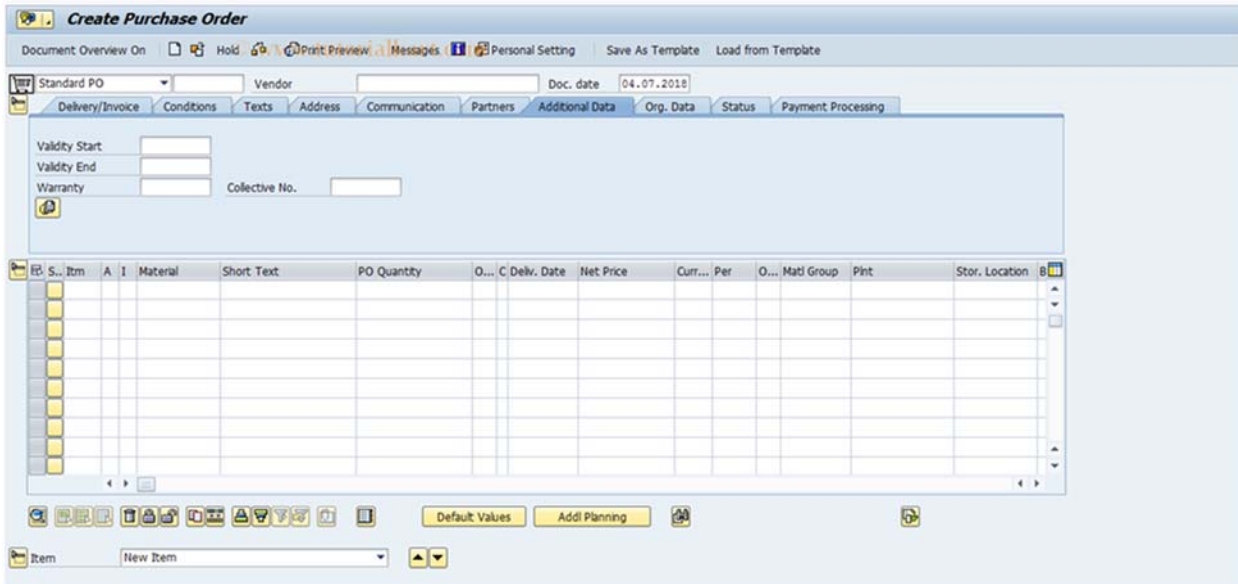 Create Purchase Order
Document Overview On Hold Print Preview Messages Personal Setting Save As Template Load from Template
Standard PO Vendor Doc. date 04.07.2018
Delivery/Invoice Conditions Texts Address Communication Partners Additional Data Org. Data Status Payment Processing
Validity Start
Validity End
Warranty Collective No.
S.. Itm A I Material Short Text PO Quantity O... C Deliv. Date Net Price Curr... Per O... Matl Group Plnt Stor. Location B
Default Values Addl Planning
Item New Item